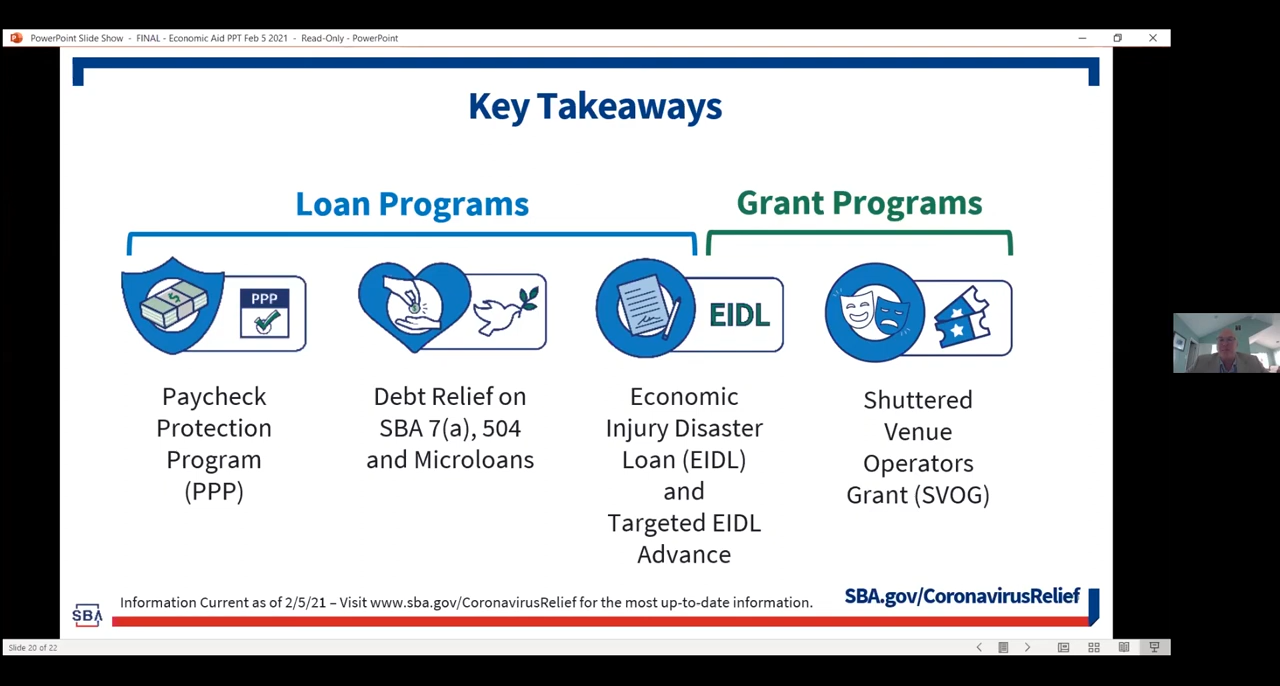 PowerPoint Slide Show - FINAL - Economic Aid PPT Feb 5 2021 - Read-Only - PowerPoint
Key Takeaways
Loan Programs
Grant Programs
PPP
EIDL
Paycheck
Protection
Program
(PPP)
Debt Relief on
SBA 7(a), 504
and Microloans
Economic
Injury Disaster
Loan (EIDL)
and
Targeted EIDL
Advance
Shuttered
Venue
Operators
Grant (SVOG)
SBA
Information Current as of 2/5/21 – Visit www.sba.gov/CoronavirusRelief for the most up-to-date information.
SBA.gov/CoronavirusRelief
Slide 20 of 22